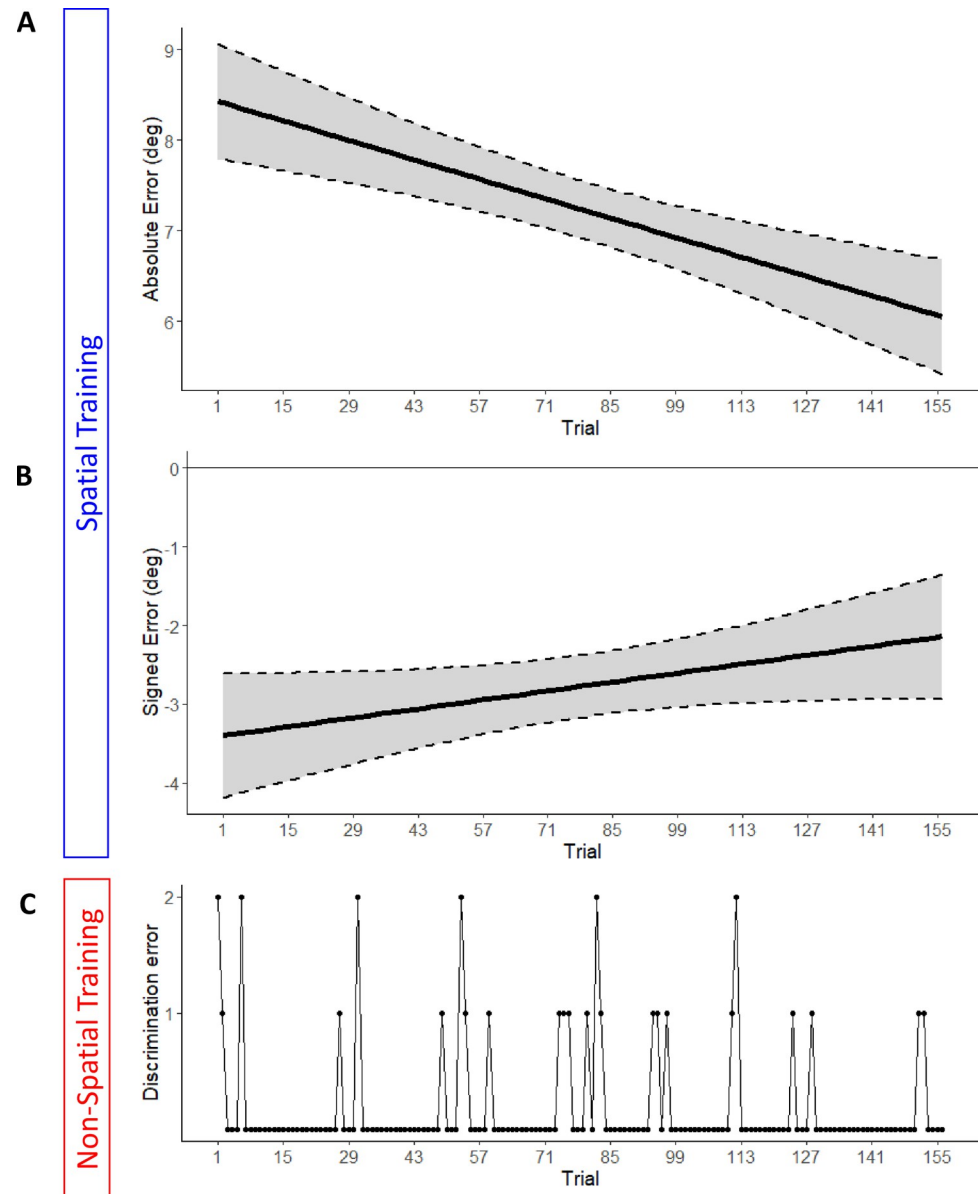 A
Spatial Training
Absolute Error (deg)
9
8
7
6
1 15 29 43 57 71 85 99 113 127 141 155
Trial
B
Signed Error (deg)
0
-1
-2
-3
-4
1 15 29 43 57 71 85 99 113 127 141 155
Trial
C
Non-Spatial Training
Discrimination error
2
1
1 15 29 43 57 71 85 99 113 127 141 155
Trial